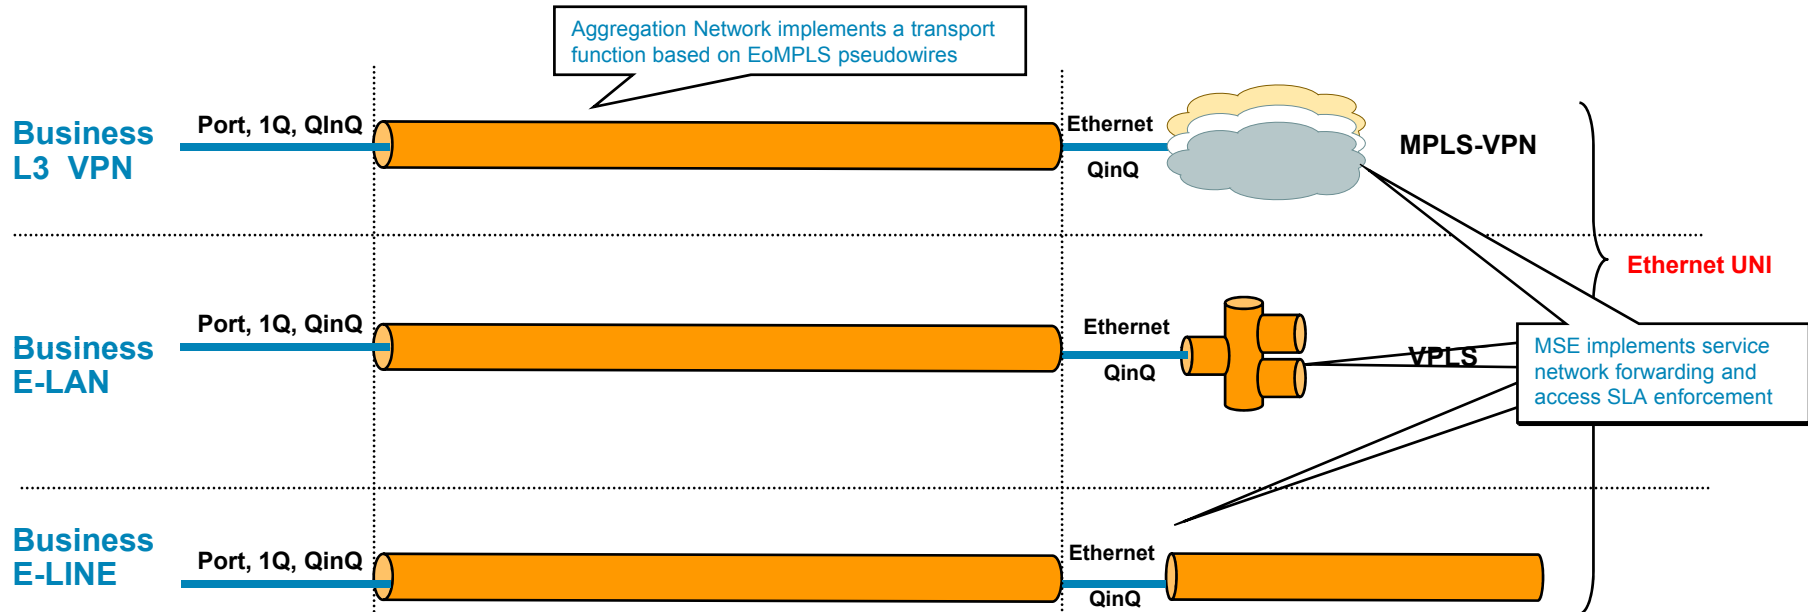 Aggregation Network implements a transport
function based on EoMPLS pseudowires
Business
L3 VPN
Port, 1Q, QInQ
Ethernet
QinQ
MPLS-VPN
Ethernet UNI
Business
E-LAN
Port, 1Q, QinQ
Ethernet
QinQ
VPLS
MSE implements service
network forwarding and
access SLA enforcement
Business
E-LINE
Port, 1Q, QinQ
Ethernet
QinQ